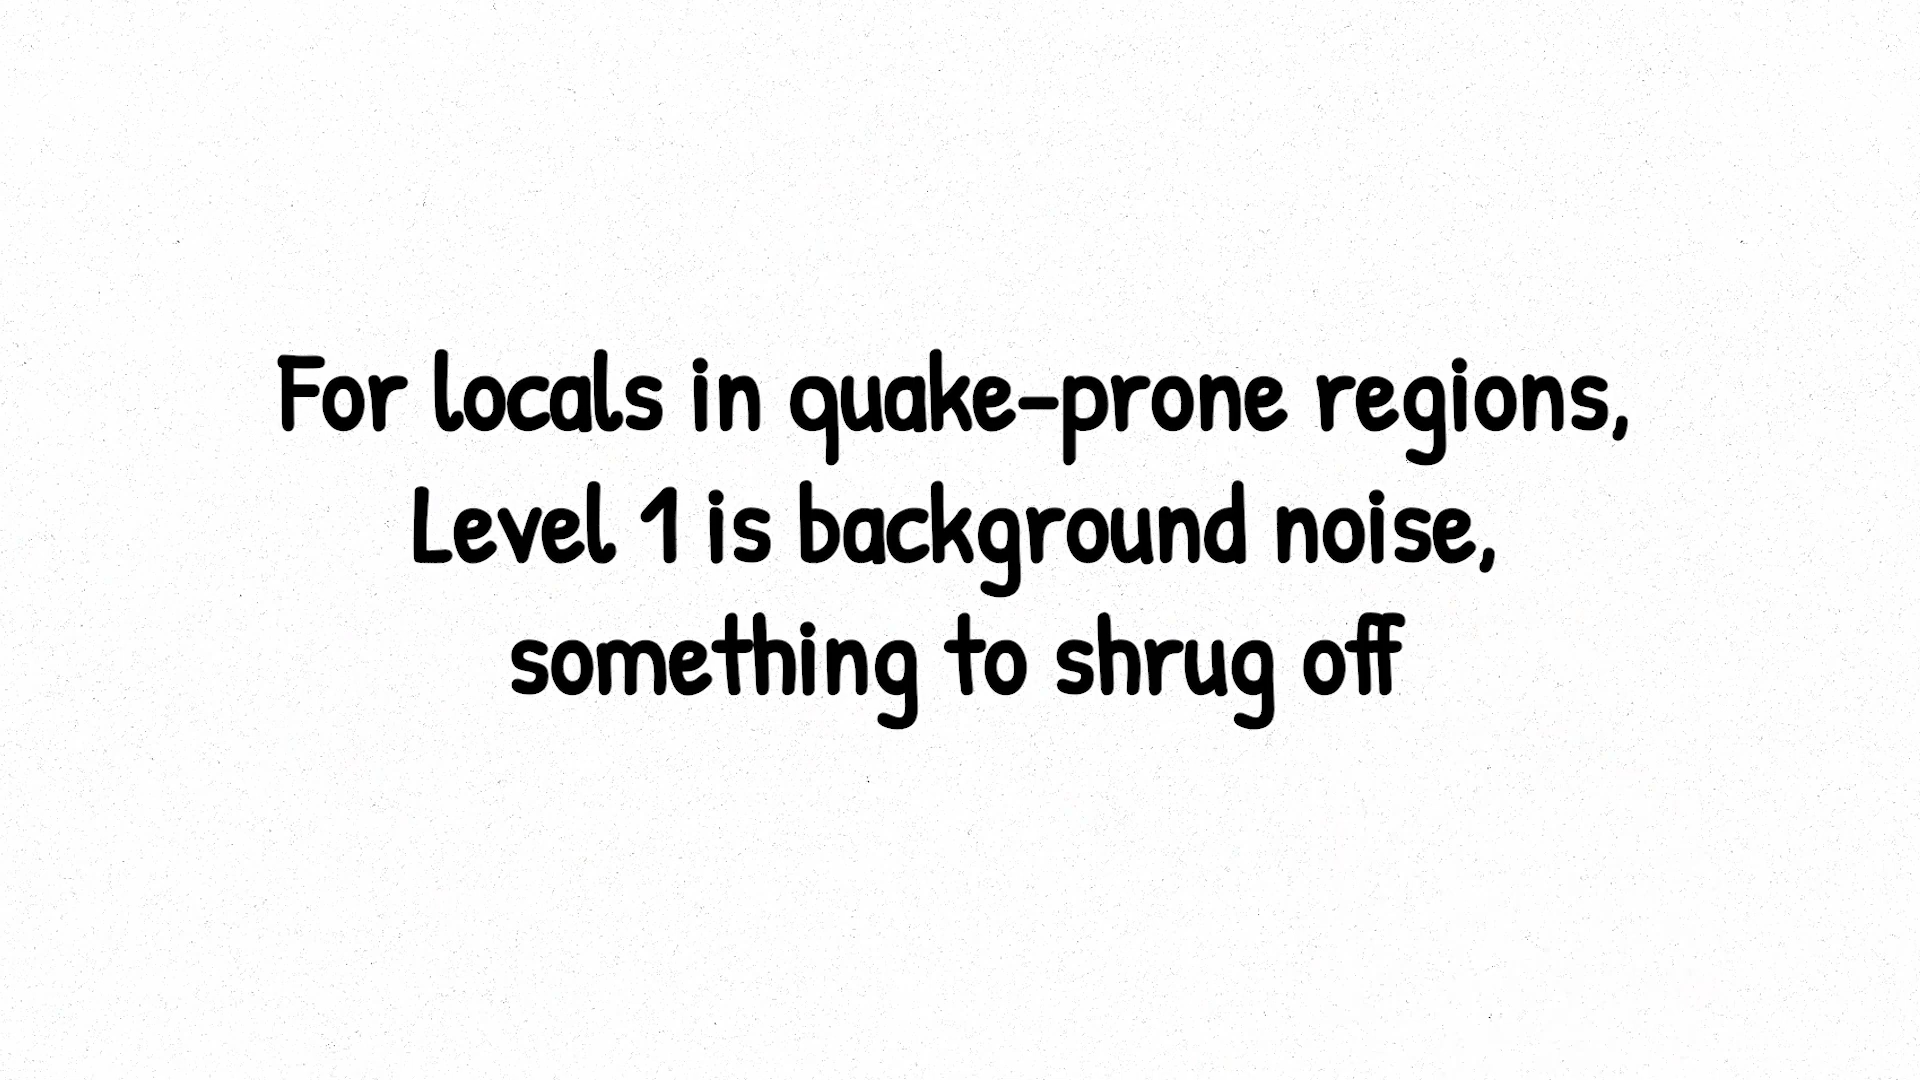 For locals in quake-prone regions,
Level 1 is background noise,
something to shrug off